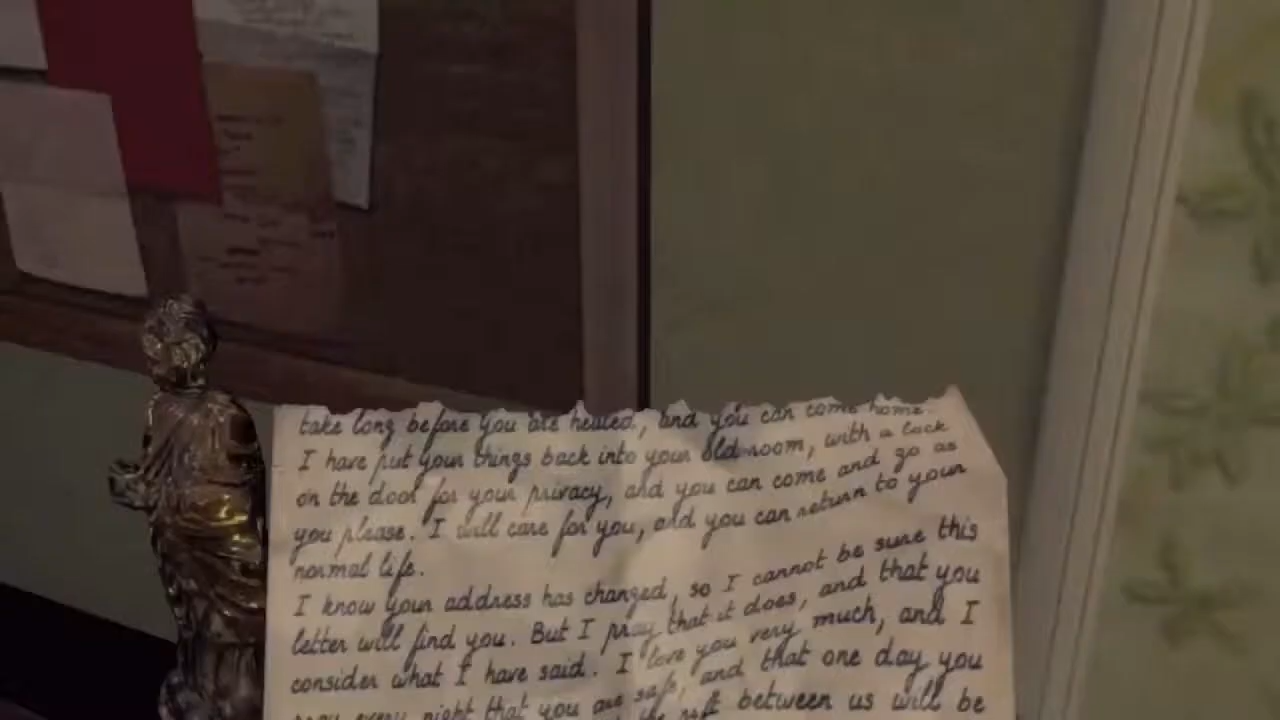 take long before you are healed, and you can come home.
I have put your things back into your old room, with a lock
on the door for your privacy, and you can come and go as
you please. I will care for you, and you can return to your
normal life.
I know your address has changed, so I cannot be sure this
letter will find you. But I pray that it does, and that you
consider what I have said. I love you very much, and I
pray every night that you are safe, and that one day you
the rift between us will be